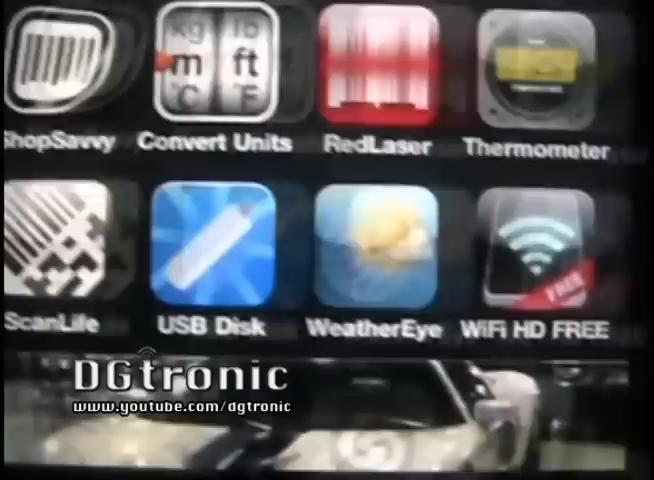 kg lb
m ft
°C °F
ShopSavvy Convert Units RedLaser Thermometer
FREE
ScanLife USB Disk WeatherEye WiFi HD FREE
DGtronic
www.youtube.com/dgtronic